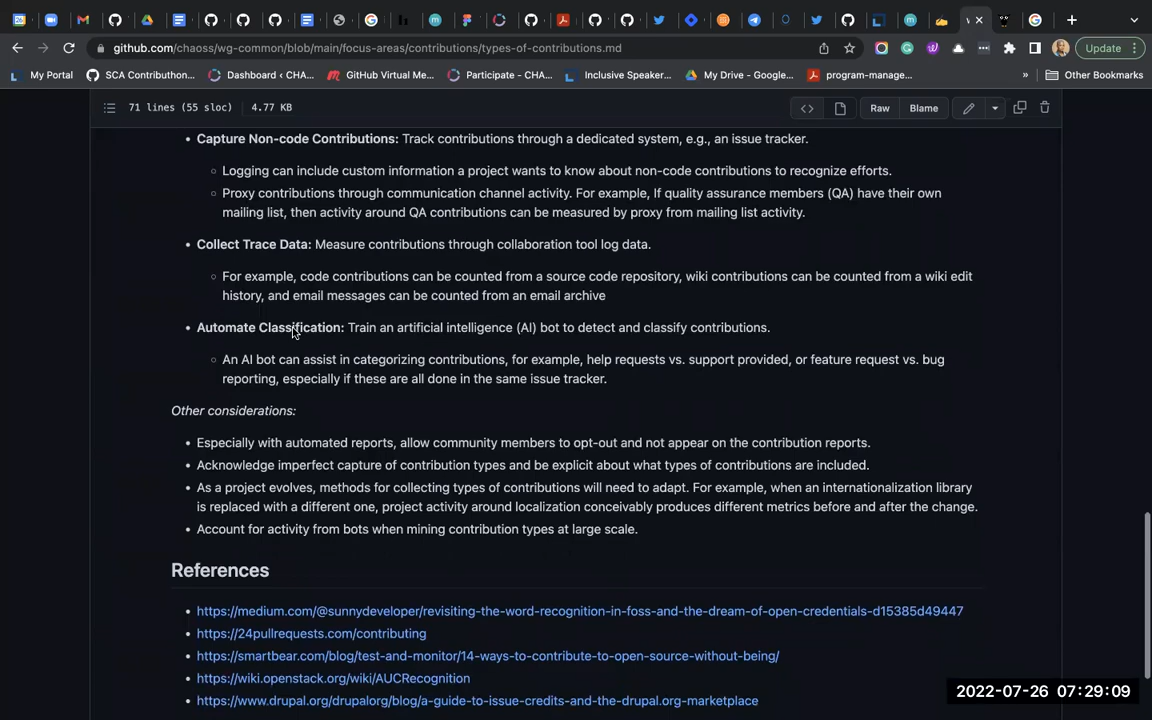 github.com/chaoss/wg-common/blob/main/focus-areas/contributions/types-of-contributions.md
Update
My Portal
SCA Contributhon...
Dashboard ‹ CHA...
GitHub Virtual Me...
Participate - CHA...
Inclusive Speaker...
My Drive - Google...
program-manage...
»
Other Bookmarks
71 lines (55 sloc)
4.77 KB
Raw
Blame
• Capture Non-code Contributions: Track contributions through a dedicated system, e.g., an issue tracker.
◦ Logging can include custom information a project wants to know about non-code contributions to recognize efforts.
◦ Proxy contributions through communication channel activity. For example, If quality assurance members (QA) have their own
mailing list, then activity around QA contributions can be measured by proxy from mailing list activity.
• Collect Trace Data: Measure contributions through collaboration tool log data.
◦ For example, code contributions can be counted from a source code repository, wiki contributions can be counted from a wiki edit
history, and email messages can be counted from an email archive
• Automate Classification: Train an artificial intelligence (AI) bot to detect and classify contributions.
◦ An AI bot can assist in categorizing contributions, for example, help requests vs. support provided, or feature request vs. bug
reporting, especially if these are all done in the same issue tracker.
Other considerations:
• Especially with automated reports, allow community members to opt-out and not appear on the contribution reports.
• Acknowledge imperfect capture of contribution types and be explicit about what types of contributions are included.
• As a project evolves, methods for collecting types of contributions will need to adapt. For example, when an internationalization library
is replaced with a different one, project activity around localization conceivably produces different metrics before and after the change.
• Account for activity from bots when mining contribution types at large scale.
References
• https://medium.com/@sunnydeveloper/revisiting-the-word-recognition-in-foss-and-the-dream-of-open-credentials-d15385d49447
• https://24pullrequests.com/contributing
• https://smartbear.com/blog/test-and-monitor/14-ways-to-contribute-to-open-source-without-being/
• https://wiki.openstack.org/wiki/AUCRecognition
• https://www.drupal.org/drupalorg/blog/a-guide-to-issue-credits-and-the-drupal.org-marketplace
2022-07-26 07:29:09